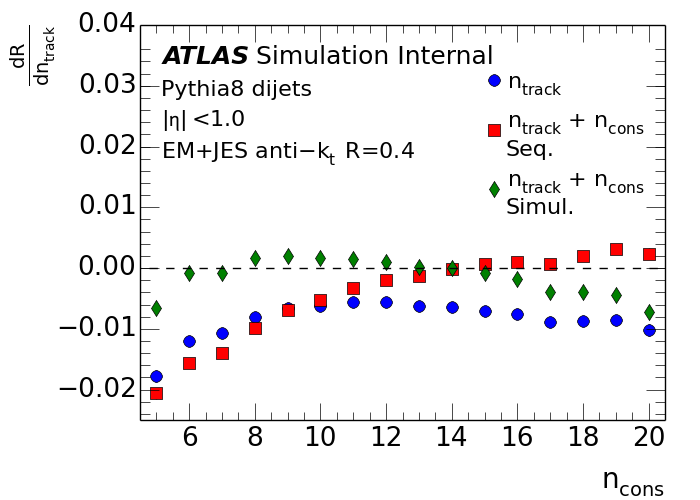 dR
dn_track
0.04
0.03
0.02
0.01
0.00
−0.01
−0.02
ATLAS Simulation Internal
Pythia8 dijets
|η| <1.0
EM+JES anti−k_t R=0.4
n_track
n_track + n_cons
Seq.
n_track + n_cons
Simul.
6 8 10 12 14 16 18 20
n_cons